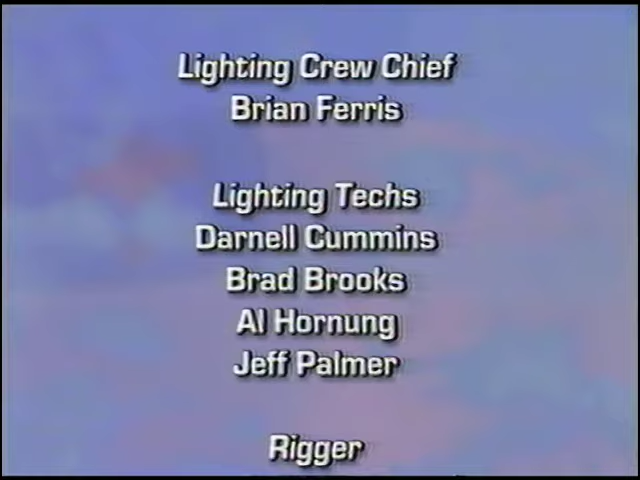 Lighting Crew Chief
Brian Ferris
Lighting Techs
Darnell Cummins
Brad Brooks
Al Hornung
Jeff Palmer
Rigger